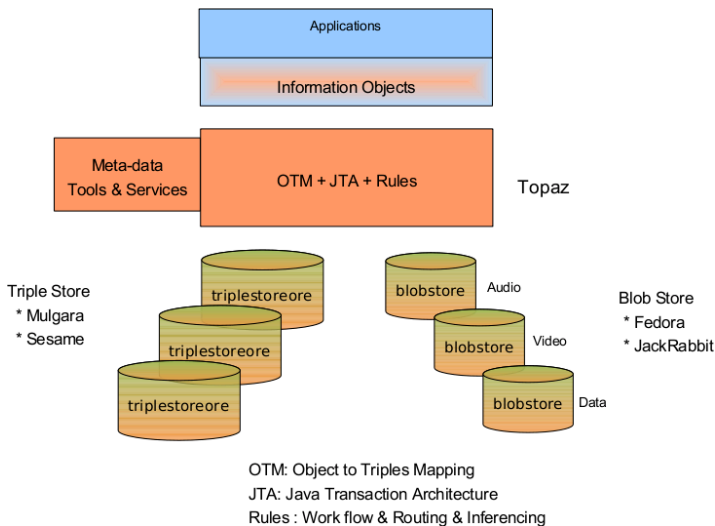 Applications
Information Objects
Meta-data
Tools & Services
OTM + JTA + Rules
Topaz
Triple Store
* Mulgara
* Sesame
triplestoreore
triplestoreore
triplestoreore
blobstore
Audio
blobstore
Video
blobstore
Data
Blob Store
* Fedora
* JackRabbit
OTM: Object to Triples Mapping
JTA: Java Transaction Architecture
Rules : Work flow & Routing & Inferencing